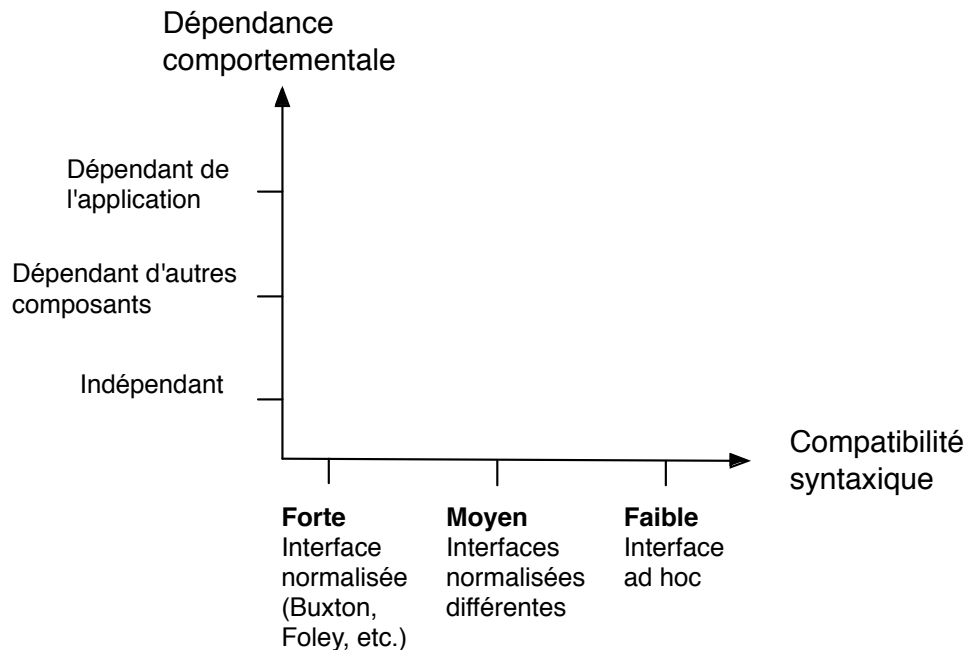 Dépendance
comportementale
Dépendant de
l'application
Dépendant d'autres
composants
Indépendant
Compatibilité
syntaxique
Forte
Interface
normalisée
(Buxton,
Foley, etc.)
Moyen
Interfaces
normalisées
différentes
Faible
Interface
ad hoc